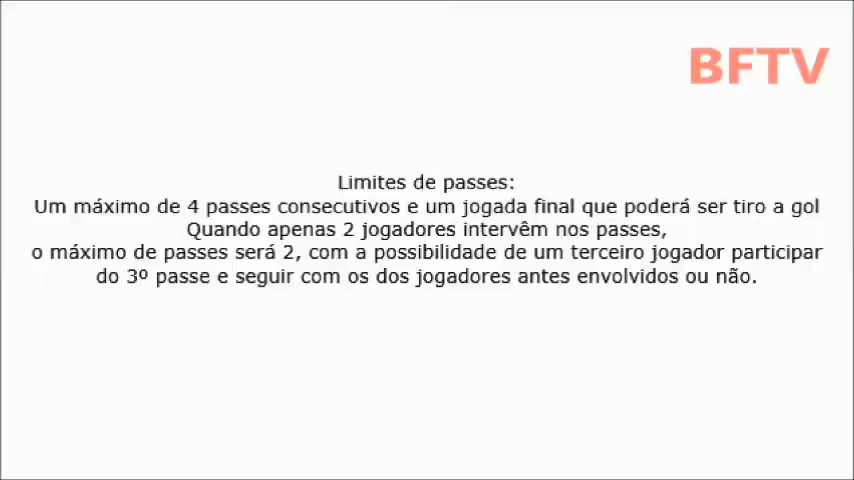 BFTV
Limites de passes:
Um máximo de 4 passes consecutivos e um jogada final que poderá ser tiro a gol
Quando apenas 2 jogadores intervêm nos passes,
o máximo de passes será 2, com a possibilidade de um terceiro jogador participar
do 3º passe e seguir com os dos jogadores antes envolvidos ou não.